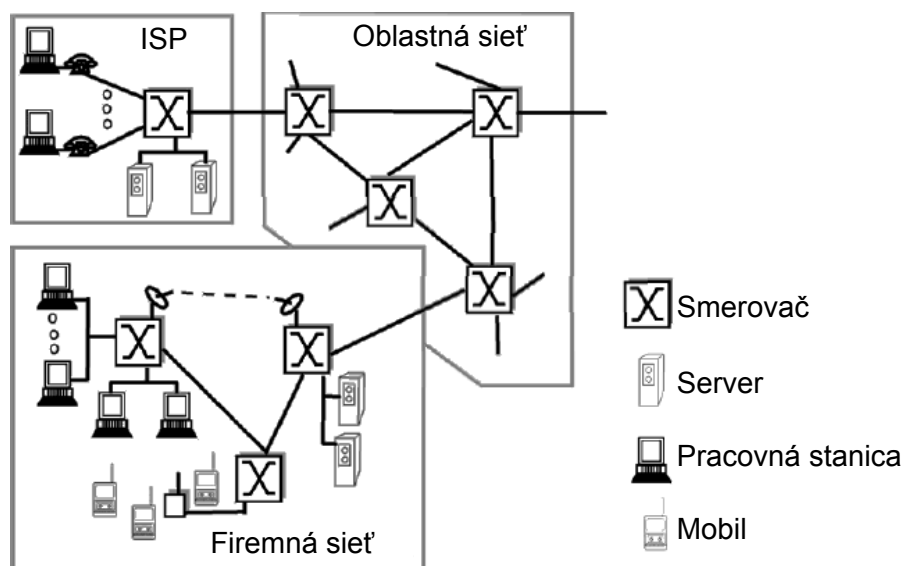 ISP
Oblastná sieť
Smerovač
Server
Pracovná stanica
Mobil
Firemná sieť